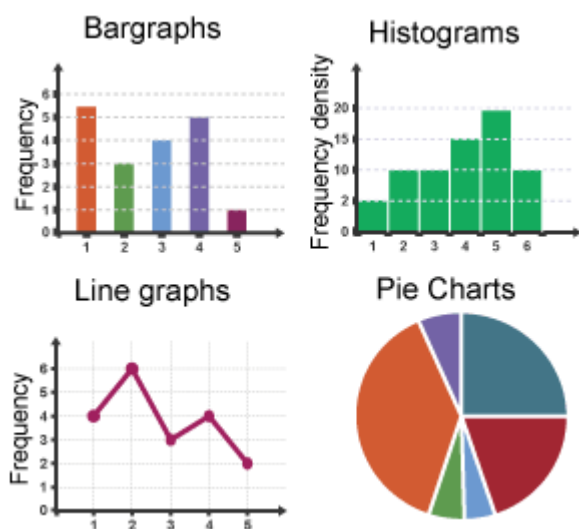 Bargraphs
Frequency
6
5
4
3
2
1
0
1 2 3 4 5
Histograms
Frequency density
20
15
10
2
0
1 2 3 4 5 6
Line graphs
Frequency
6
5
4
3
2
1
0
1 2 3 4 5
Pie Charts